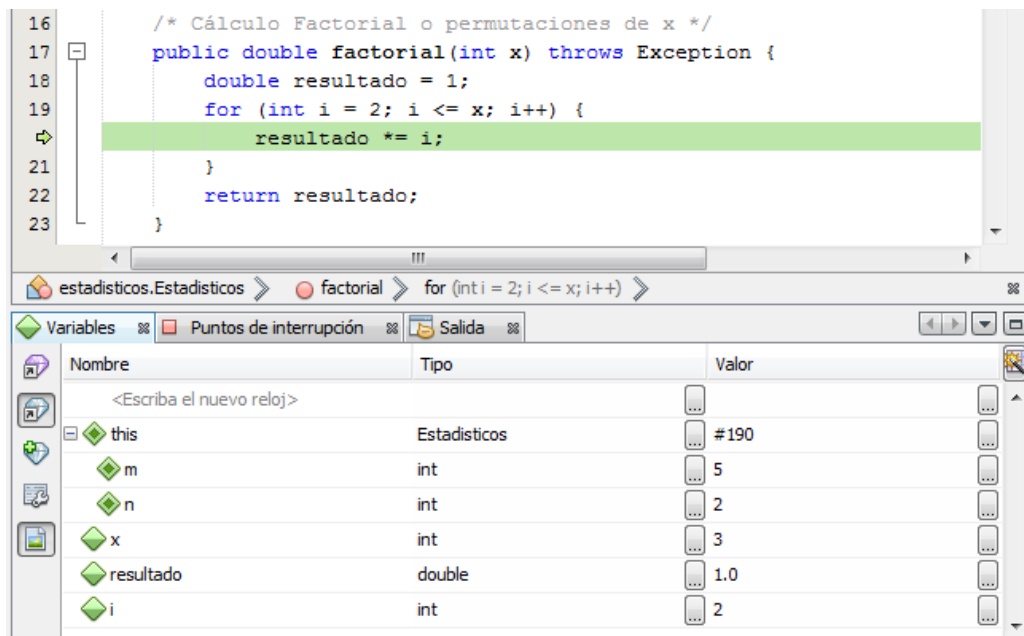 16 /* Cálculo Factorial o permutaciones de x */
17 public double factorial(int x) throws Exception {
18 double resultado = 1;
19 for (int i = 2; i <= x; i++) {
resultado *= i;
21 }
22 return resultado;
23 }
estadisticos.Estadisticos factorial for (int i = 2; i <= x; i++)
Variables Puntos de interrupción Salida
Nombre Tipo Valor
<Escriba el nuevo reloj> ... ...
this Estadisticos ... #190 ...
m int ... 5 ...
n int ... 2 ...
x int ... 3 ...
resultado double ... 1.0 ...
i int ... 2 ...